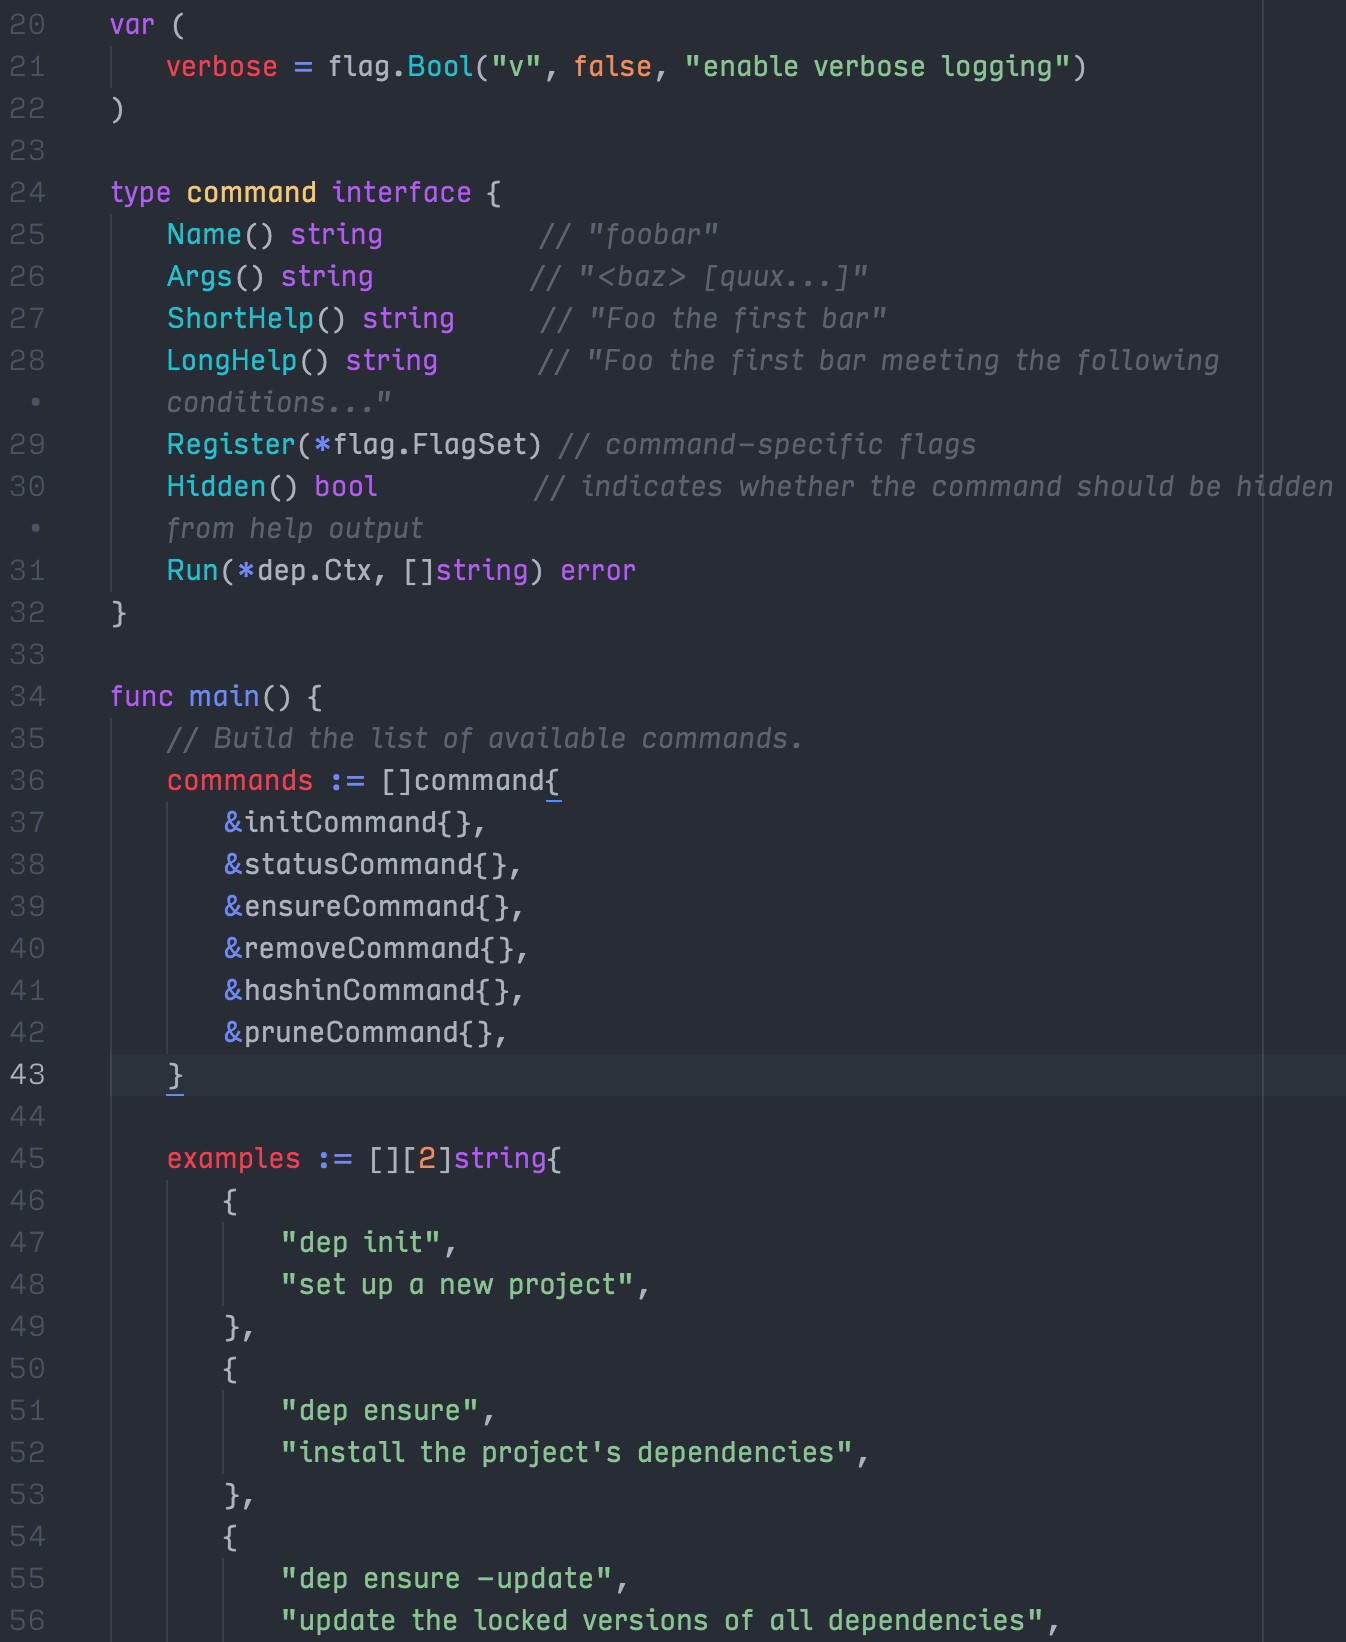 20 var (
21 verbose = flag.Bool("v", false, "enable verbose logging")
22 )
23
24 type command interface {
25 Name() string // "foobar"
26 Args() string // "<baz> [quux...]"
27 ShortHelp() string // "Foo the first bar"
28 LongHelp() string // "Foo the first bar meeting the following
• conditions..."
29 Register(*flag.FlagSet) // command-specific flags
30 Hidden() bool // indicates whether the command should be hidden
• from help output
31 Run(*dep.Ctx, []string) error
32 }
33
34 func main() {
35 // Build the list of available commands.
36 commands := []command{
37 &initCommand{},
38 &statusCommand{},
39 &ensureCommand{},
40 &removeCommand{},
41 &hashinCommand{},
42 &pruneCommand{},
43 }
44
45 examples := [][2]string{
46 {
47 "dep init",
48 "set up a new project",
49 },
50 {
51 "dep ensure",
52 "install the project's dependencies",
53 },
54 {
55 "dep ensure -update",
56 "update the locked versions of all dependencies",